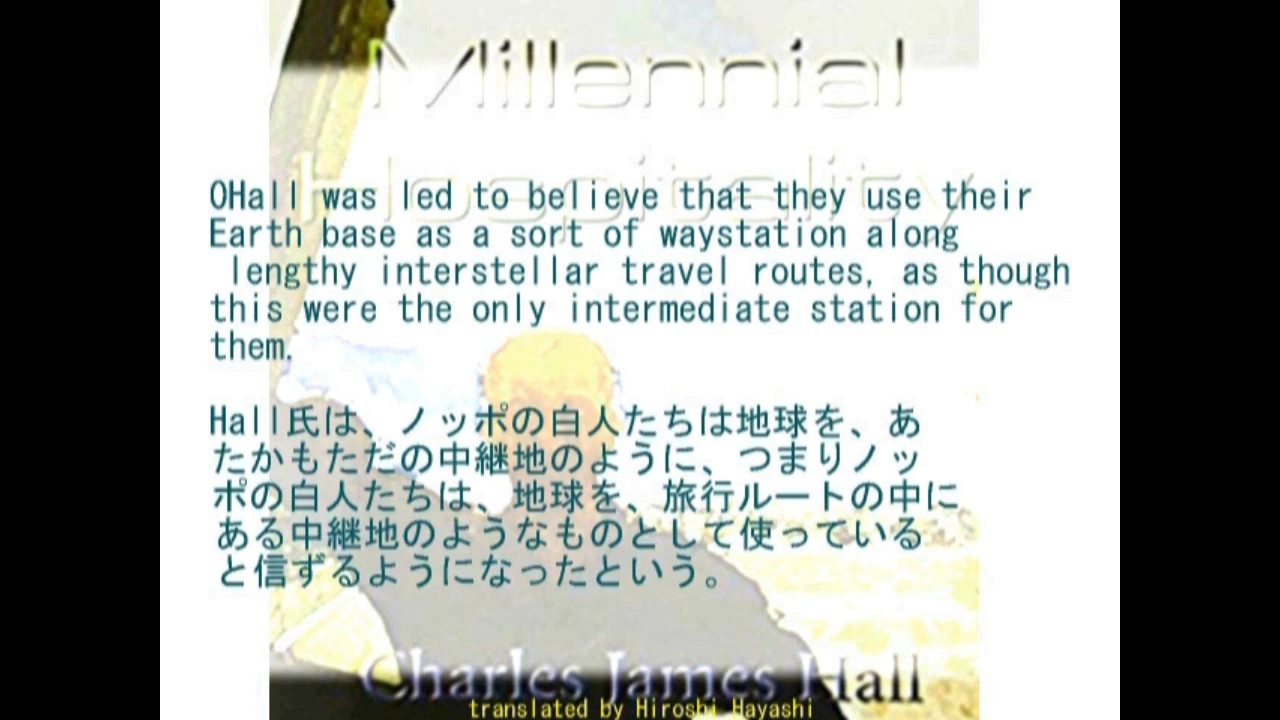 Millennial
Hospitality
OHall was led to believe that they use their
Earth base as a sort of waystation along
lengthy interstellar travel routes, as though
this were the only intermediate station for
them.
Hall氏は、ノッポの白人たちは地球を、あ
たかもただの中継地のように、つまりノッ
ポの白人たちは、地球を、旅行ルートの中に
ある中継地のようなものとして使っている
と信ずるようになったという。
Charles James Hall
translated by Hiroshi Hayashi